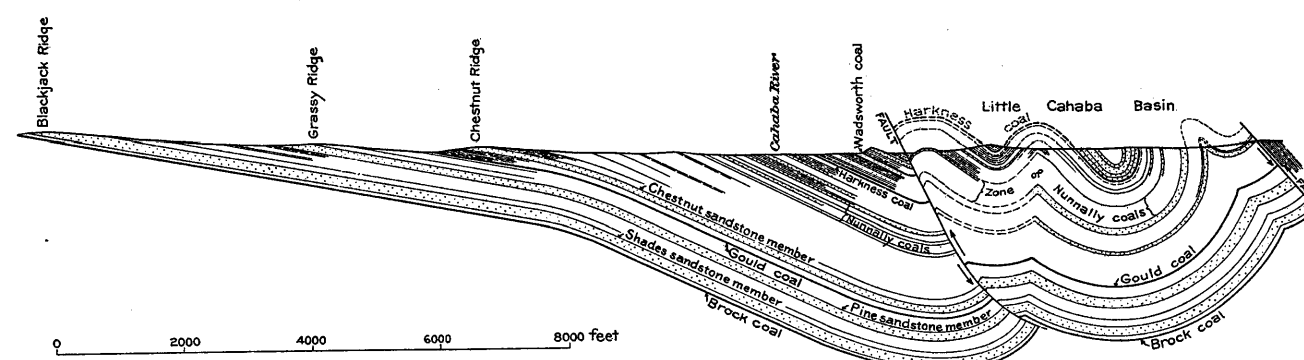 Blackjack Ridge
Grassy Ridge
Chestnut Ridge
Cahaba River
Wadsworth coal
FAULT
Harkness coal
Little Cahaba Basin
Harkness coal
Nunnally coals
Zone of Nunnally coals
Chestnut sandstone member
Gould coal
Shades sandstone member
Pine sandstone member
Brock coal
Gould coal
Brock coal
0 2000 4000 6000 8000 feet